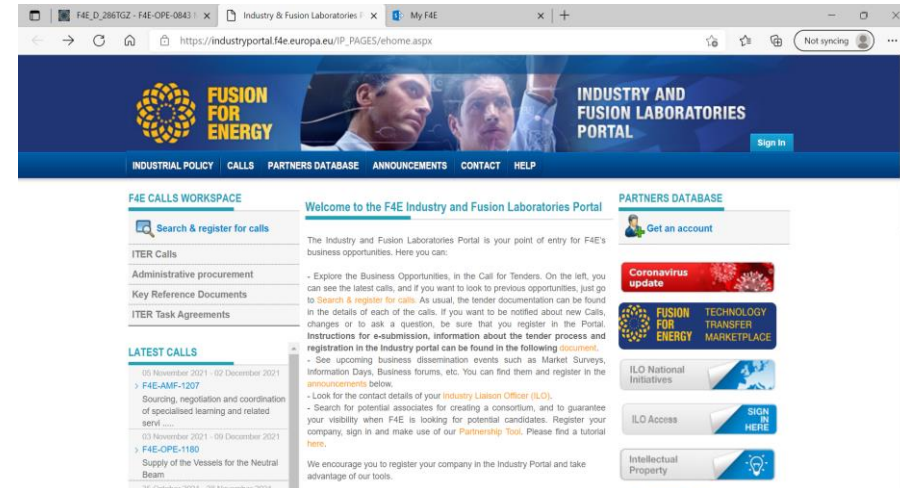 F4E_D_286TGZ - F4E-OPE-0843
Industry & Fusion Laboratories
My F4E
https://industryportal.f4e.europa.eu/IP_PAGES/ehome.aspx
Not syncing
FUSION
FOR
ENERGY
INDUSTRY AND
FUSION LABORATORIES
PORTAL
Sign In
INDUSTRIAL POLICY CALLS PARTNERS DATABASE ANNOUNCEMENTS CONTACT HELP
F4E CALLS WORKSPACE
Search & register for calls
ITER Calls
Administrative procurement
Key Reference Documents
ITER Task Agreements
LATEST CALLS
05 November 2021 - 02 December 2021
F4E-AMF-1207
Sourcing, negotiation and coordination
of specialised learning and related
servi .....
03 November 2021 - 09 December 2021
F4E-OPE-1180
Supply of the Vessels for the Neutral
Beam
Welcome to the F4E Industry and Fusion Laboratories Portal
The Industry and Fusion Laboratories Portal is your point of entry for F4E's
business opportunities. Here you can:
- Explore the Business Opportunities, in the Call for Tenders. On the left, you
can see the latest calls, and if you want to look to previous opportunities, just go
to Search & register for calls. As usual, the tender documentation can be found
in the details of each of the calls. If you want to be notified about new Calls,
changes or to ask a question, be sure that you register in the Portal.
Instructions for e-submission, information about the tender process and
registration in the Industry portal can be found in the following document.
- See upcoming business dissemination events such as Market Surveys,
Information Days, Business forums, etc. You can find them and register in the
announcements below.
- Look for the contact details of your Industry Liaison Officer (ILO).
- Search for potential associates for creating a consortium, and to guarantee
your visibility when F4E is looking for potential candidates. Register your
company, sign in and make use of our Partnership Tool. Please find a tutorial
here.
We encourage you to register your company in the Industry Portal and take
advantage of our tools.
PARTNERS DATABASE
Get an account
Coronavirus
update
FUSION
FOR
ENERGY
TECHNOLOGY
TRANSFER
MARKETPLACE
ILO National
Initiatives
ILO Access
SIGN
IN
HERE
Intellectual
Property